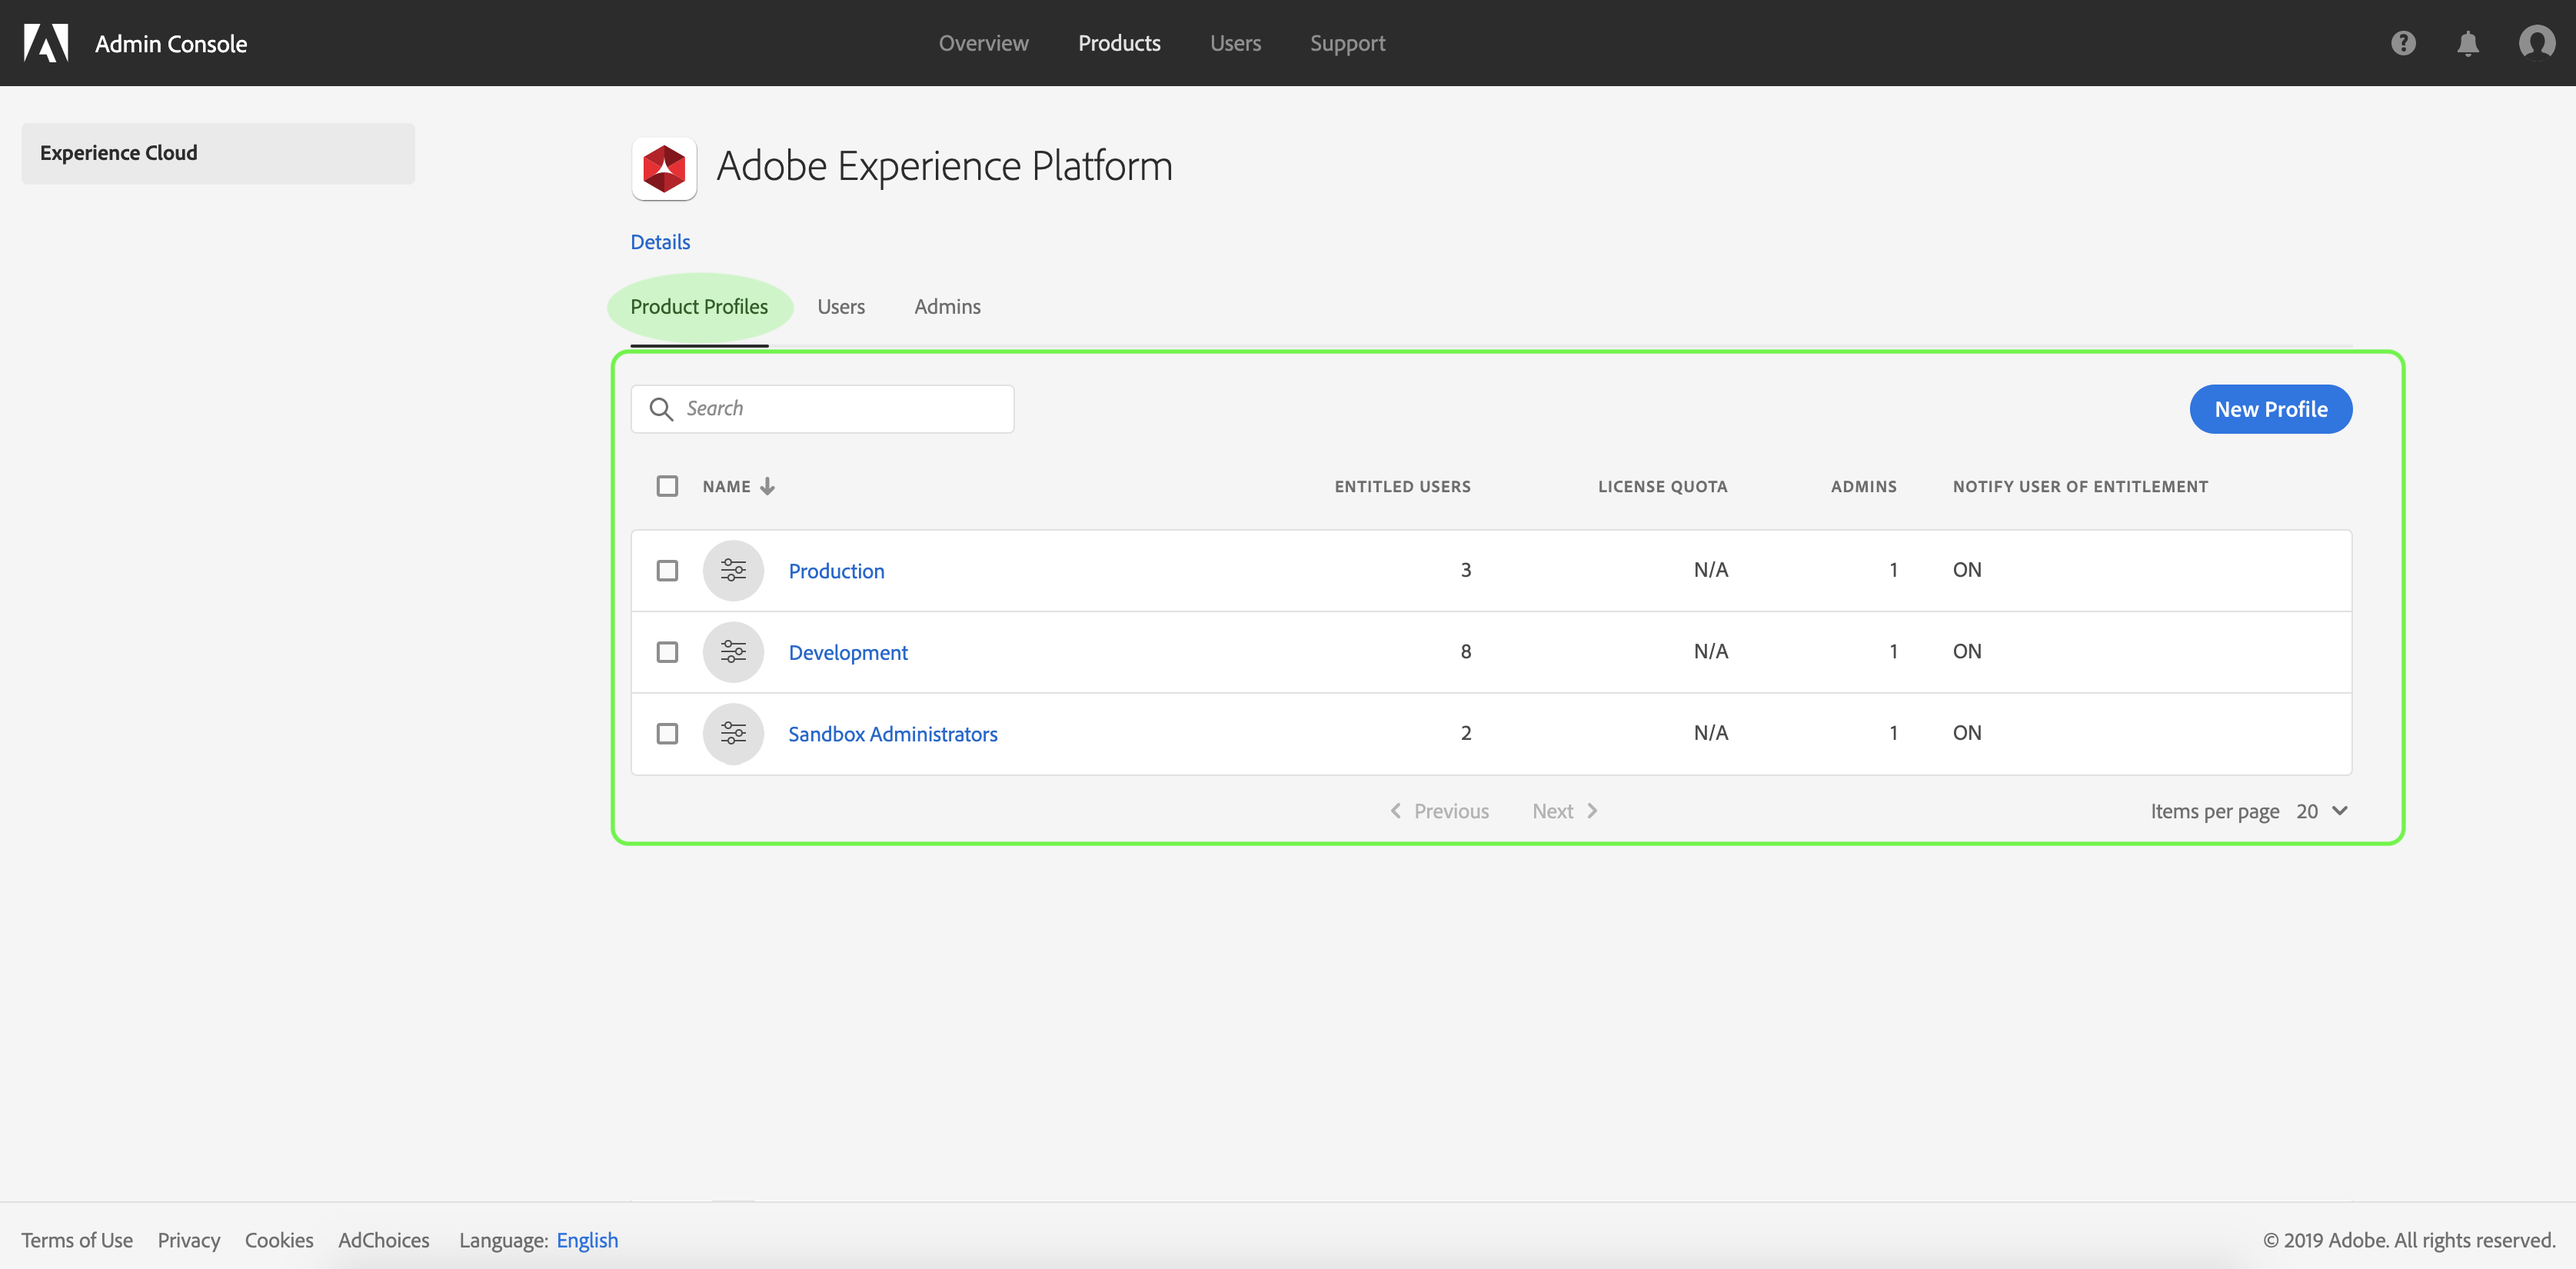 Admin Console Overview Products Users Support
Experience Cloud
Adobe Experience Platform
Details
Product Profiles Users Admins
Search New Profile
NAME ENTITLED USERS LICENSE QUOTA ADMINS NOTIFY USER OF ENTITLEMENT
Production 3 N/A 1 ON
Development 8 N/A 1 ON
Sandbox Administrators 2 N/A 1 ON
Previous Next Items per page 20
Terms of Use Privacy Cookies AdChoices Language: English © 2019 Adobe. All rights reserved.